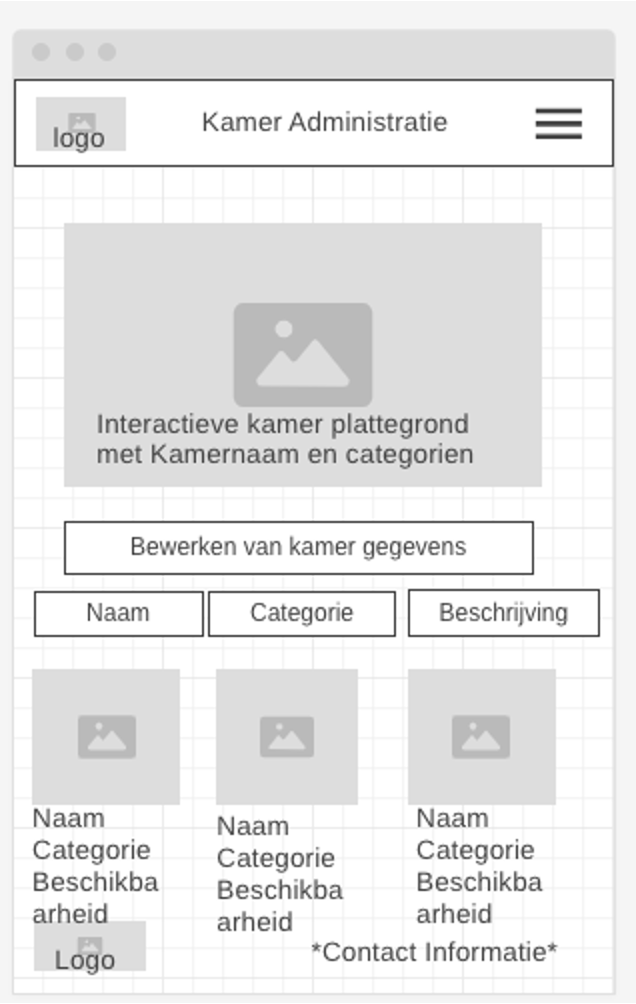 logo
Kamer Administratie
Interactieve kamer plattegrond
met Kamernaam en categorien
Bewerken van kamer gegevens
Naam
Categorie
Beschrijving
Naam
Categorie
Beschikba
arheid
Naam
Categorie
Beschikba
arheid
Naam
Categorie
Beschikba
arheid
Logo
*Contact Informatie*